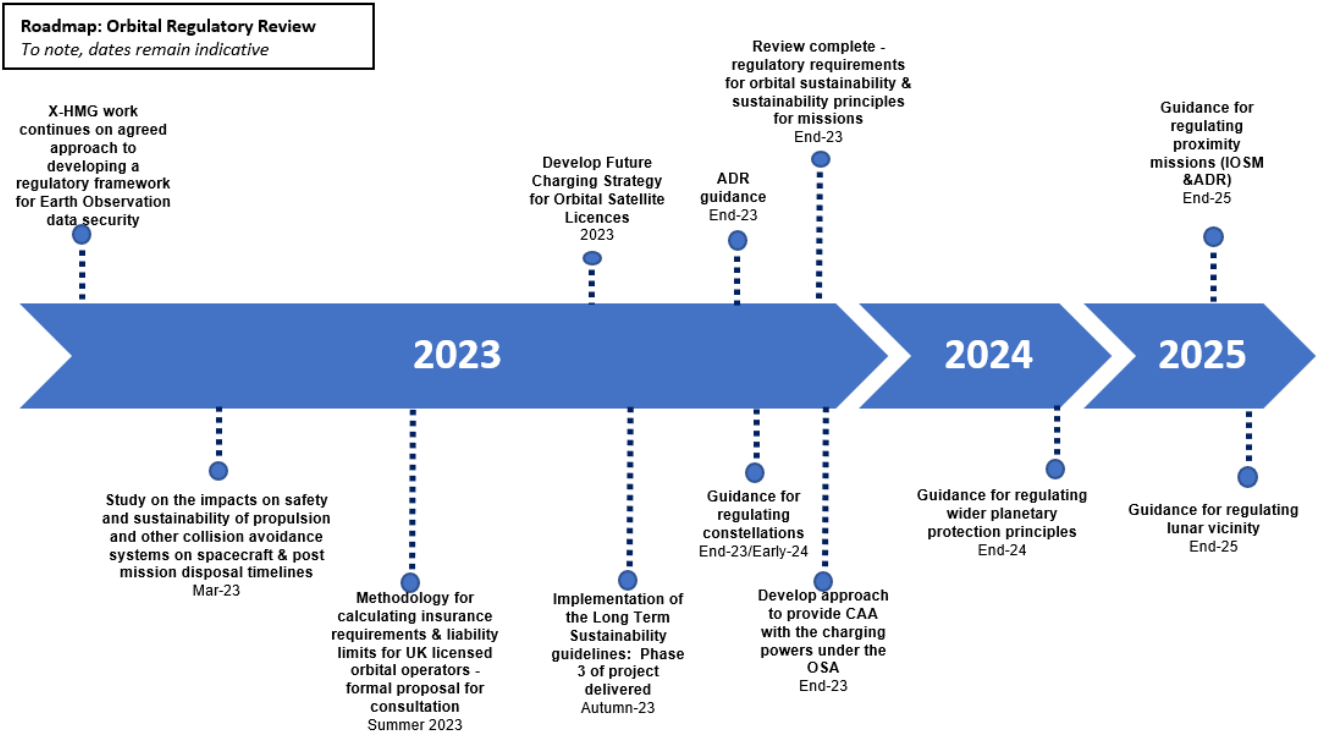 Roadmap: Orbital Regulatory Review
To note, dates remain indicative
X-HMG work
continues on agreed
approach to
developing a
regulatory framework
for Earth Observation
data security
Develop Future
Charging Strategy
for Orbital Satellite
Licences
2023
ADR
guidance
End-23
Review complete -
regulatory requirements
for orbital sustainability &
sustainability principles
for missions
End-23
Guidance for
regulating
proximity
missions (IOSM
&ADR)
End-25
2023
2024
2025
Study on the impacts on safety
and sustainability of propulsion
and other collision avoidance
systems on spacecraft & post
mission disposal timelines
Mar-23
Methodology for
calculating insurance
requirements & liability
limits for UK licensed
orbital operators -
formal proposal for
consultation
Summer 2023
Implementation of
the Long Term
Sustainability
guidelines: Phase
3 of project
delivered
Autumn-23
Guidance for
regulating
constellations
End-23/Early-24
Develop approach
to provide CAA
with the charging
powers under the
OSA
End-23
Guidance for regulating
wider planetary
protection principles
End-24
Guidance for regulating
lunar vicinity
End-25